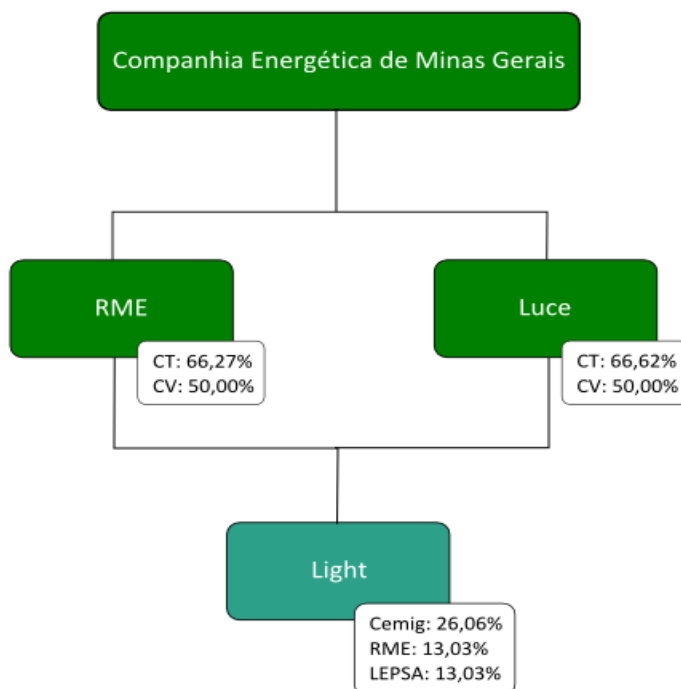 Companhia Energética de Minas Gerais
RME
CT: 66,27%
CV: 50,00%
Luce
CT: 66,62%
CV: 50,00%
Light
Cemig: 26,06%
RME: 13,03%
LEPSA: 13,03%